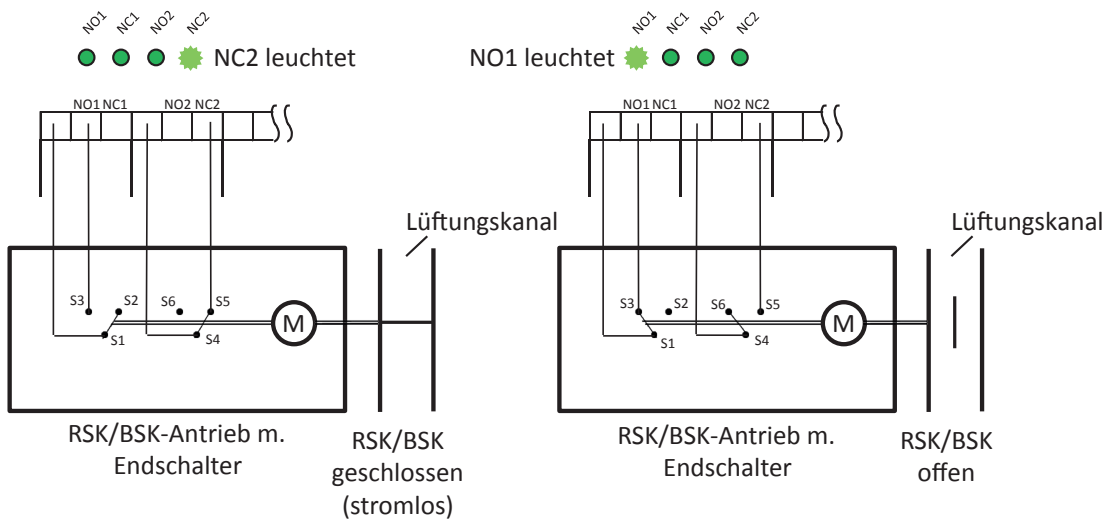 NO1 NC1 NO2 NC2
NC2 leuchtet
NO1 NC1 NO2 NC2
Lüftungskanal
S3 S2 S6 S5
S1 S4
M
RSK/BSK-Antrieb m.
Endschalter
RSK/BSK
geschlossen
(stromlos)
NO1 NC1 NO2 NC2
NO1 leuchtet
NO1 NC1 NO2 NC2
Lüftungskanal
S3 S2 S6 S5
S1 S4
M
RSK/BSK-Antrieb m.
Endschalter
RSK/BSK
offen